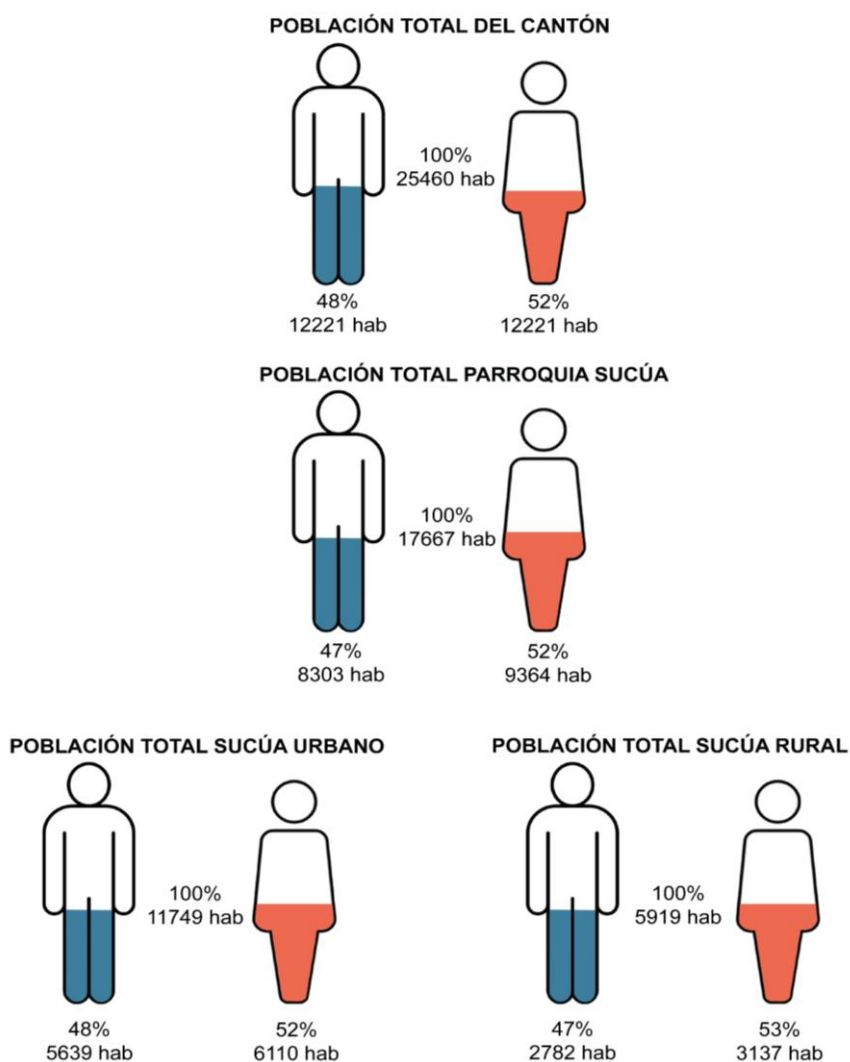 POBLACIÓN TOTAL DEL CANTÓN
100%
25460 hab
48%
12221 hab
52%
12221 hab
POBLACIÓN TOTAL PARROQUIA SUCÚA
100%
17667 hab
47%
8303 hab
52%
9364 hab
POBLACIÓN TOTAL SUCÚA URBANO
100%
11749 hab
48%
5639 hab
52%
6110 hab
POBLACIÓN TOTAL SUCÚA RURAL
100%
5919 hab
47%
2782 hab
53%
3137 hab